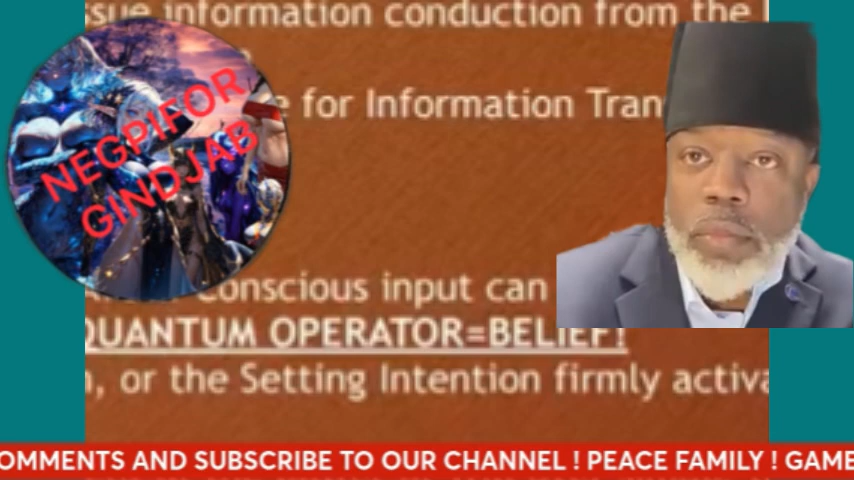 ssue information conduction from the
e for Information Tran
NEGPIFOR
GINDJAB
conscious input can
QUANTUM OPERATOR=BELIEF!
, or the Setting Intention firmly activa
OMMENTS AND SUBSCRIBE TO OUR CHANNEL ! PEACE FAMILY ! GAME